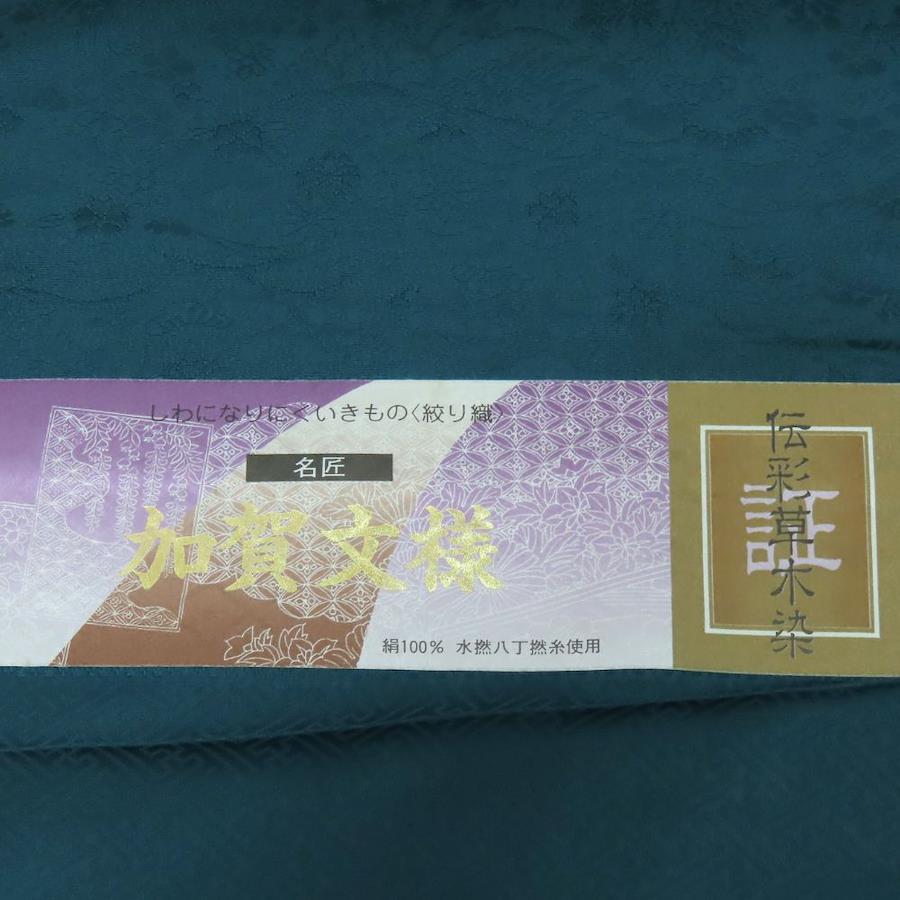 しわになりにくいきもの〈絞り織〉
名匠
加賀文様
絹100% 水撚八丁撚糸使用
証
伝彩草木染